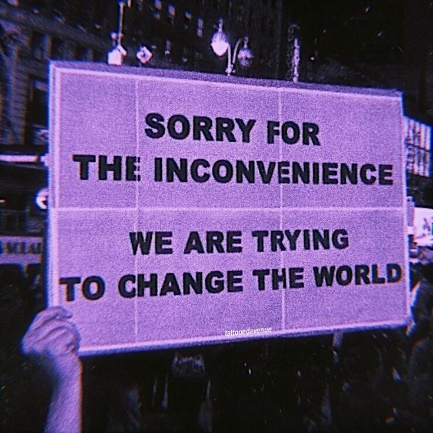 SORRY FOR
THE INCONVENIENCE
WE ARE TRYING
TO CHANGE THE WORLD